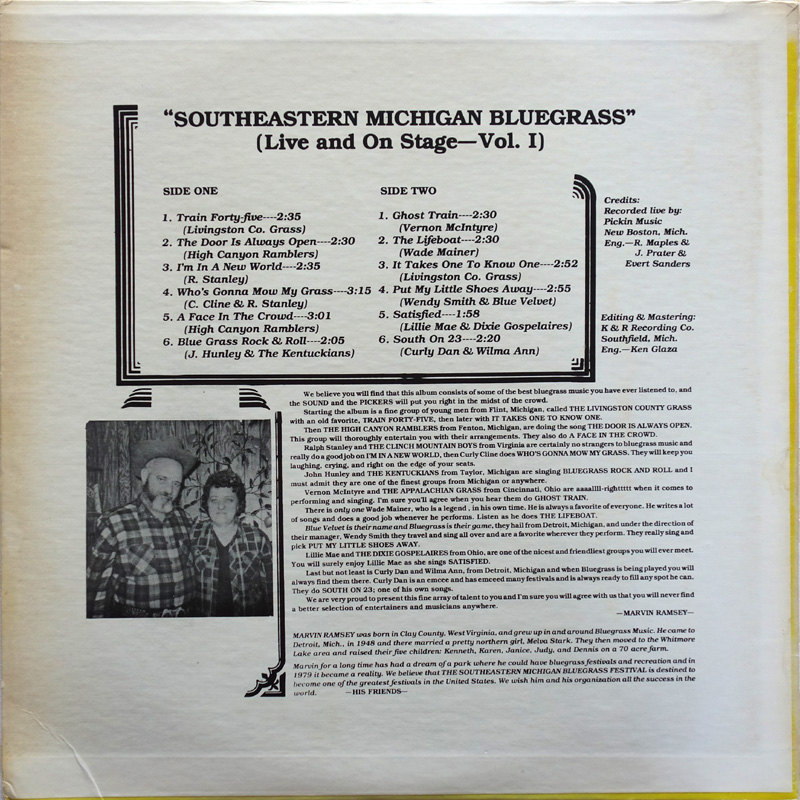 “SOUTHEASTERN MICHIGAN BLUEGRASS”
(Live and On Stage—Vol. I)
SIDE ONE
1. Train Forty-five----2:35
(Livingston Co. Grass)
2. The Door Is Always Open----2:30
(High Canyon Ramblers)
3. I'm In A New World----2:35
(R. Stanley)
4. Who's Gonna Mow My Grass----3:15
(C. Cline & R. Stanley)
5. A Face In The Crowd----3:01
(High Canyon Ramblers)
6. Blue Grass Rock & Roll----2:05
(J. Hunley & The Kentuckians)
SIDE TWO
1. Ghost Train----2:30
(Vernon McIntyre)
2. The Lifeboat----2:30
(Wade Mainer)
3. It Takes One To Know One----2:52
(Livingston Co. Grass)
4. Put My Little Shoes Away----2:55
(Wendy Smith & Blue Velvet)
5. Satisfied----1:58
(Lillie Mae & Dixie Gospelaires)
6. South On 23----2:20
(Curly Dan & Wilma Ann)
Credits:
Recorded live by:
Pickin Music
New Boston, Mich.
Eng.—R. Maples &
J. Prater &
Evert Sanders
Editing & Mastering:
K & R Recording Co.
Southfield, Mich.
Eng.—Ken Glaza
We believe you will find that this album consists of some of the best bluegrass music you have ever listened to, and
the SOUND and the PICKERS will put you right in the midst of the crowd.
Starting the album is a fine group of young men from Flint, Michigan, called THE LIVINGSTON COUNTY GRASS
with an old favorite, TRAIN FORTY-FIVE, then later with IT TAKES ONE TO KNOW ONE.
Then THE HIGH CANYON RAMBLERS from Fenton, Michigan, are doing the song THE DOOR IS ALWAYS OPEN.
This group will thoroughly entertain you with their arrangements. They also do A FACE IN THE CROWD.
Ralph Stanley and THE CLINCH MOUNTAIN BOYS from Virginia are certainly no strangers to bluegrass music and
really do a good job on I'M IN A NEW WORLD, then Curly Cline does WHO'S GONNA MOW MY GRASS. They will keep you
laughing, crying, and right on the edge of your seats.
John Hunley and THE KENTUCKIANS from Taylor, Michigan are singing BLUEGRASS ROCK AND ROLL and I
must admit they are one of the finest groups from Michigan or anywhere.
Vernon McIntyre and THE APPALACHIAN GRASS from Cincinnati, Ohio are aaaallll-righttttt when it comes to
performing and singing. I'm sure you'll agree when you hear them do GHOST TRAIN.
There is only one Wade Mainer, who is a legend , in his own time. He is always a favorite of everyone. He writes a lot
of songs and does a good job whenever he performs. Listen as he does THE LIFEBOAT.
Blue Velvet is their name and Bluegrass is their game, they hail from Detroit, Michigan, and under the direction of
their manager, Wendy Smith they travel and sing all over and are a favorite wherever they perform. They really sing and
pick PUT MY LITTLE SHOES AWAY.
Lillie Mae and THE DIXIE GOSPELAIRES from Ohio, are one of the nicest and friendliest groups you will ever meet.
You will surely enjoy Lillie Mae as she sings SATISFIED.
Last but not least is Curly Dan and Wilma Ann, from Detroit, Michigan and when Bluegrass is being played you will
always find them there. Curly Dan is an emcee and has emceed many festivals and is always ready to fill any spot he can.
They do SOUTH ON 23; one of his own songs.
We are very proud to present this fine array of talent to you and I'm sure you will agree with us that you will never find
a better selection of entertainers and musicians anywhere.
—MARVIN RAMSEY—
MARVIN RAMSEY was born in Clay County, West Virginia, and grew up in and around Bluegrass Music. He came to
Detroit, Mich., in 1948 and there married a pretty northern girl, Melva Stark. They then moved to the Whitmore
Lake area and raised their five children: Kenneth, Karen, Janice, Judy, and Dennis on a 70 acre farm.
Marvin for a long time has had a dream of a park where he could have bluegrass festivals and recreation and in
1979 it became a reality. We believe that THE SOUTHEASTERN MICHIGAN BLUEGRASS FESTIVAL is destined to
become one of the greatest festivals in the United States. We wish him and his organization all the success in the
world. —HIS FRIENDS—